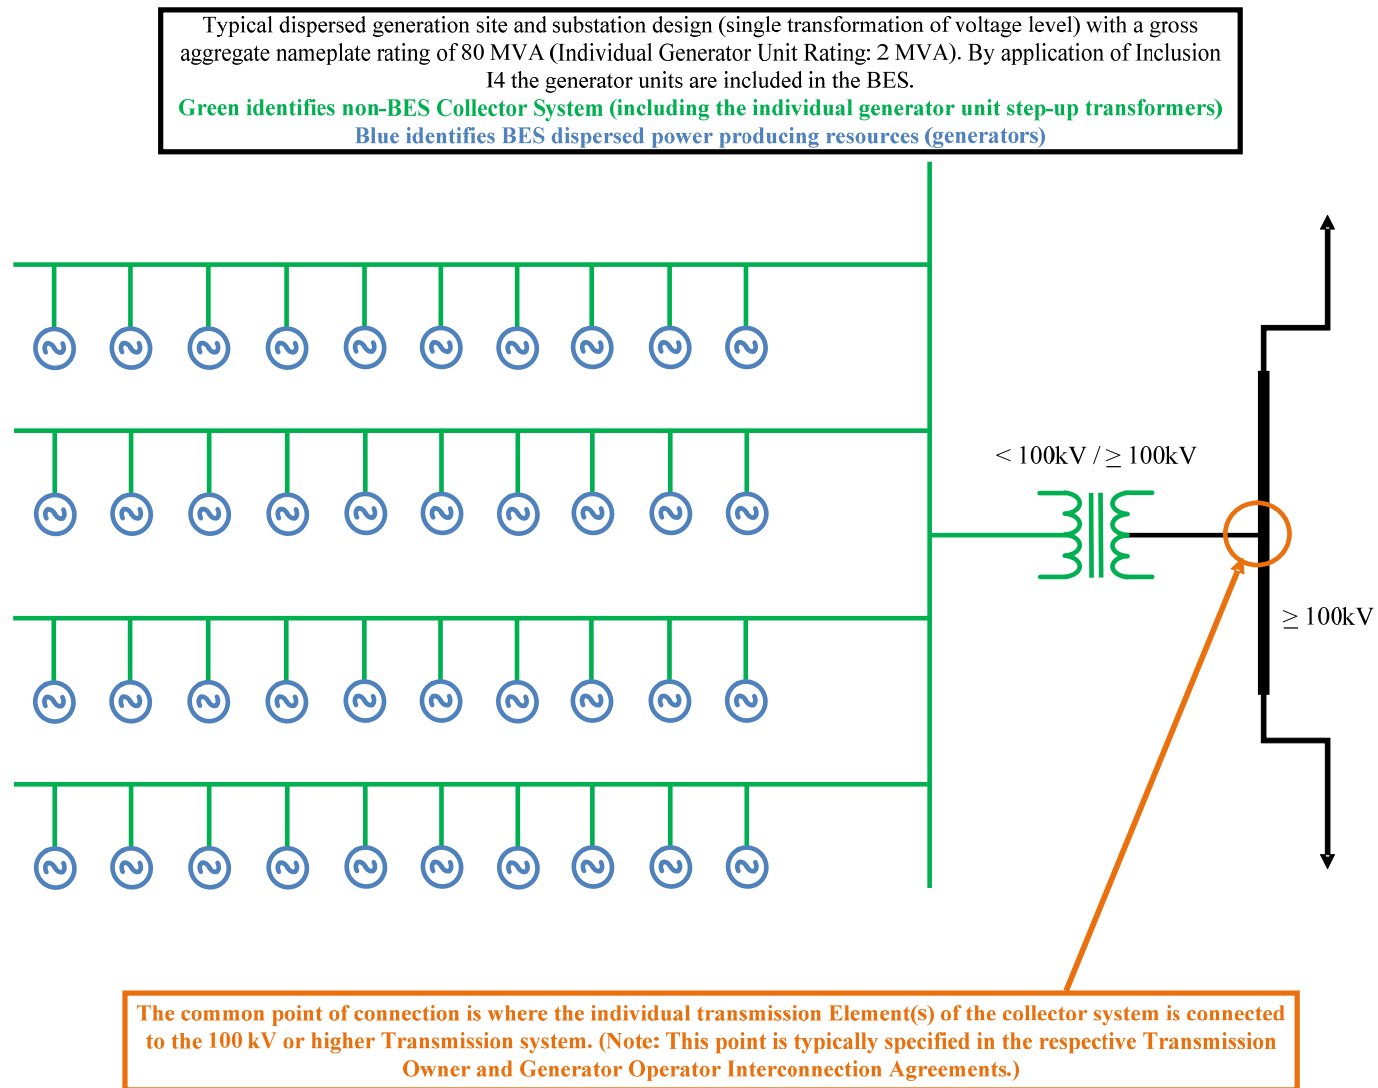 Typical dispersed generation site and substation design (single transformation of voltage level) with a gross
aggregate nameplate rating of 80 MVA (Individual Generator Unit Rating: 2 MVA). By application of Inclusion
I4 the generator units are included in the BES.
Green identifies non-BES Collector System (including the individual generator unit step-up transformers)
Blue identifies BES dispersed power producing resources (generators)
< 100kV / ≥ 100kV
≥ 100kV
The common point of connection is where the individual transmission Element(s) of the collector system is connected
to the 100 kV or higher Transmission system. (Note: This point is typically specified in the respective Transmission
Owner and Generator Operator Interconnection Agreements.)